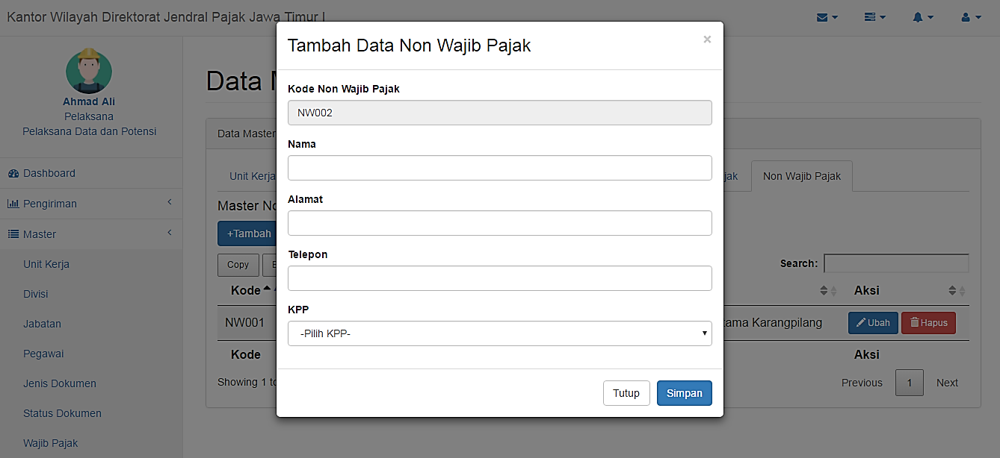 Kantor Wilayah Direktorat Jendral Pajak Jawa Timur I
Ahmad Ali
Pelaksana
Pelaksana Data dan Potensi
Dashboard
Pengiriman
Master
Unit Kerja
Divisi
Jabatan
Pegawai
Jenis Dokumen
Status Dokumen
Wajib Pajak
Data
Data Master
Unit Kerja
Non Wajib Pajak
Master
+Tambah
Copy
Search:
Kode
Aksi
NW001
tama Karangpilang
Ubah
Hapus
Kode
Aksi
Showing 1
Previous 1 Next
Tambah Data Non Wajib Pajak
×
Kode Non Wajib Pajak
NW002
Nama
Alamat
Telepon
KPP
-Pilih KPP-
Tutup
Simpan